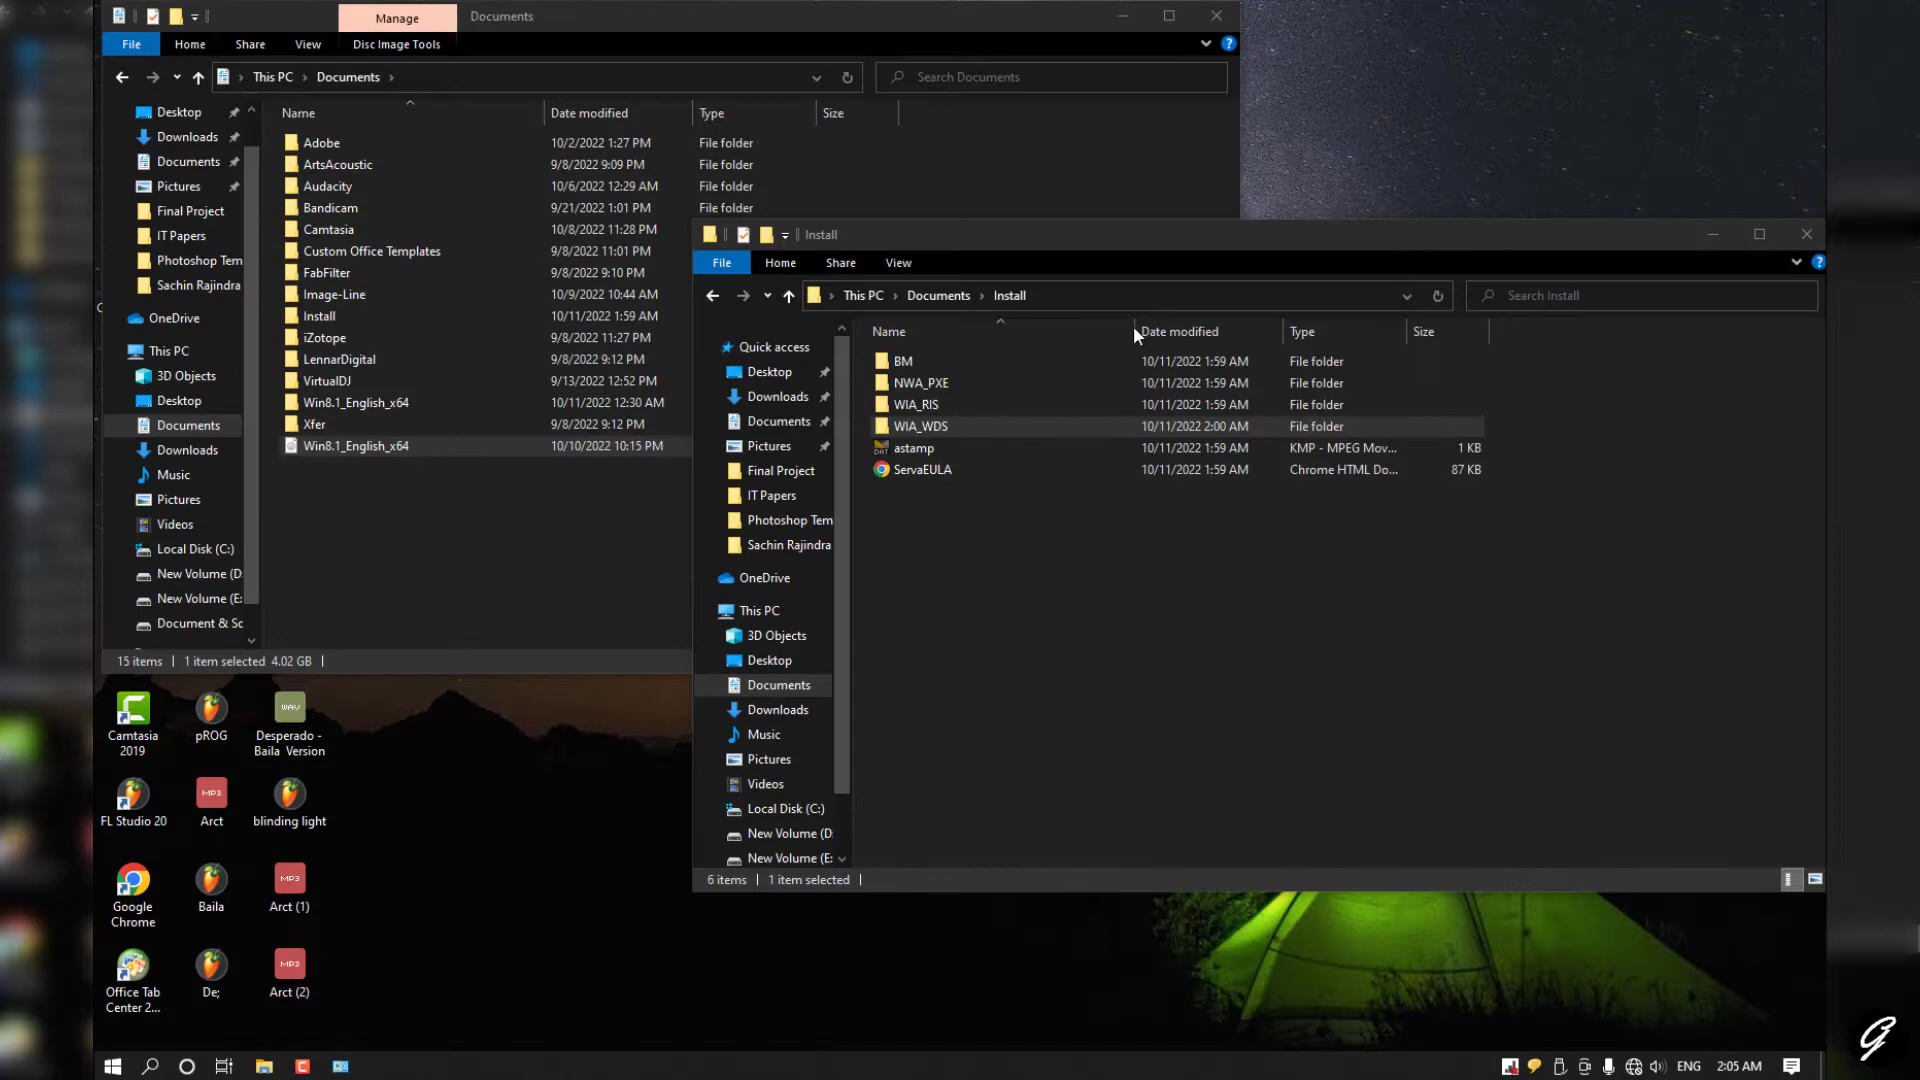 Manage
Documents
File
Home
Share
View
Disc Image Tools
This PC
Documents
Search Documents
Name
Date modified
Type
Size
Desktop
Downloads
Documents
Pictures
Final Project
IT Papers
Photoshop Tem
Sachin Rajindra
OneDrive
This PC
3D Objects
Desktop
Documents
Downloads
Music
Pictures
Videos
Local Disk (C:)
New Volume (D:
New Volume (E:
Document & Sc
Adobe 10/2/2022 1:27 PM File folder
ArtsAcoustic 9/8/2022 9:09 PM File folder
Audacity 10/6/2022 12:29 AM File folder
Bandicam 9/21/2022 1:01 PM File folder
Camtasia 10/8/2022 11:28 PM
Custom Office Templates 9/8/2022 11:01 PM
FabFilter 9/8/2022 9:10 PM
Image-Line 10/9/2022 10:44 AM
Install 10/11/2022 1:59 AM
iZotope 9/8/2022 9:13 PM
LennarDigital 9/8/2022 9:12 PM
VirtualDJ 9/13/2022 12:52 PM
Win8.1_English_x64 10/11/2022 12:30 AM
Xfer 9/8/2022 9:12 PM
Win8.1_English_x64 10/10/2022 10:15 PM
15 items
1 item selected 4.02 GB
Install
File
Home
Share
View
This PC
Documents
Install
Search Install
Name
Date modified
Type
Size
Quick access
Desktop
Downloads
Documents
Pictures
Final Project
IT Papers
Photoshop Tem
Sachin Rajindra
OneDrive
This PC
3D Objects
Desktop
Documents
Downloads
Music
Pictures
Videos
Local Disk (C:)
New Volume (D:
New Volume (E:
BM 10/11/2022 1:59 AM File folder
NWA_PXE 10/11/2022 1:59 AM File folder
WIA_RIS 10/11/2022 1:59 AM File folder
WIA_WDS 10/11/2022 2:00 AM File folder
astamp 10/11/2022 1:59 AM KMP - MPEG Mov... 1 KB
ServaEULA 10/11/2022 1:59 AM Chrome HTML Do... 87 KB
6 items
1 item selected
Camtasia
2019
pROG
WAV
Desperado -
Baila Version
FL Studio 20
MP3
Arct
blinding light
Google
Chrome
Baila
MP3
Arct (1)
Office Tab
Center 2...
De;
MP3
Arct (2)
ENG
2:05 AM